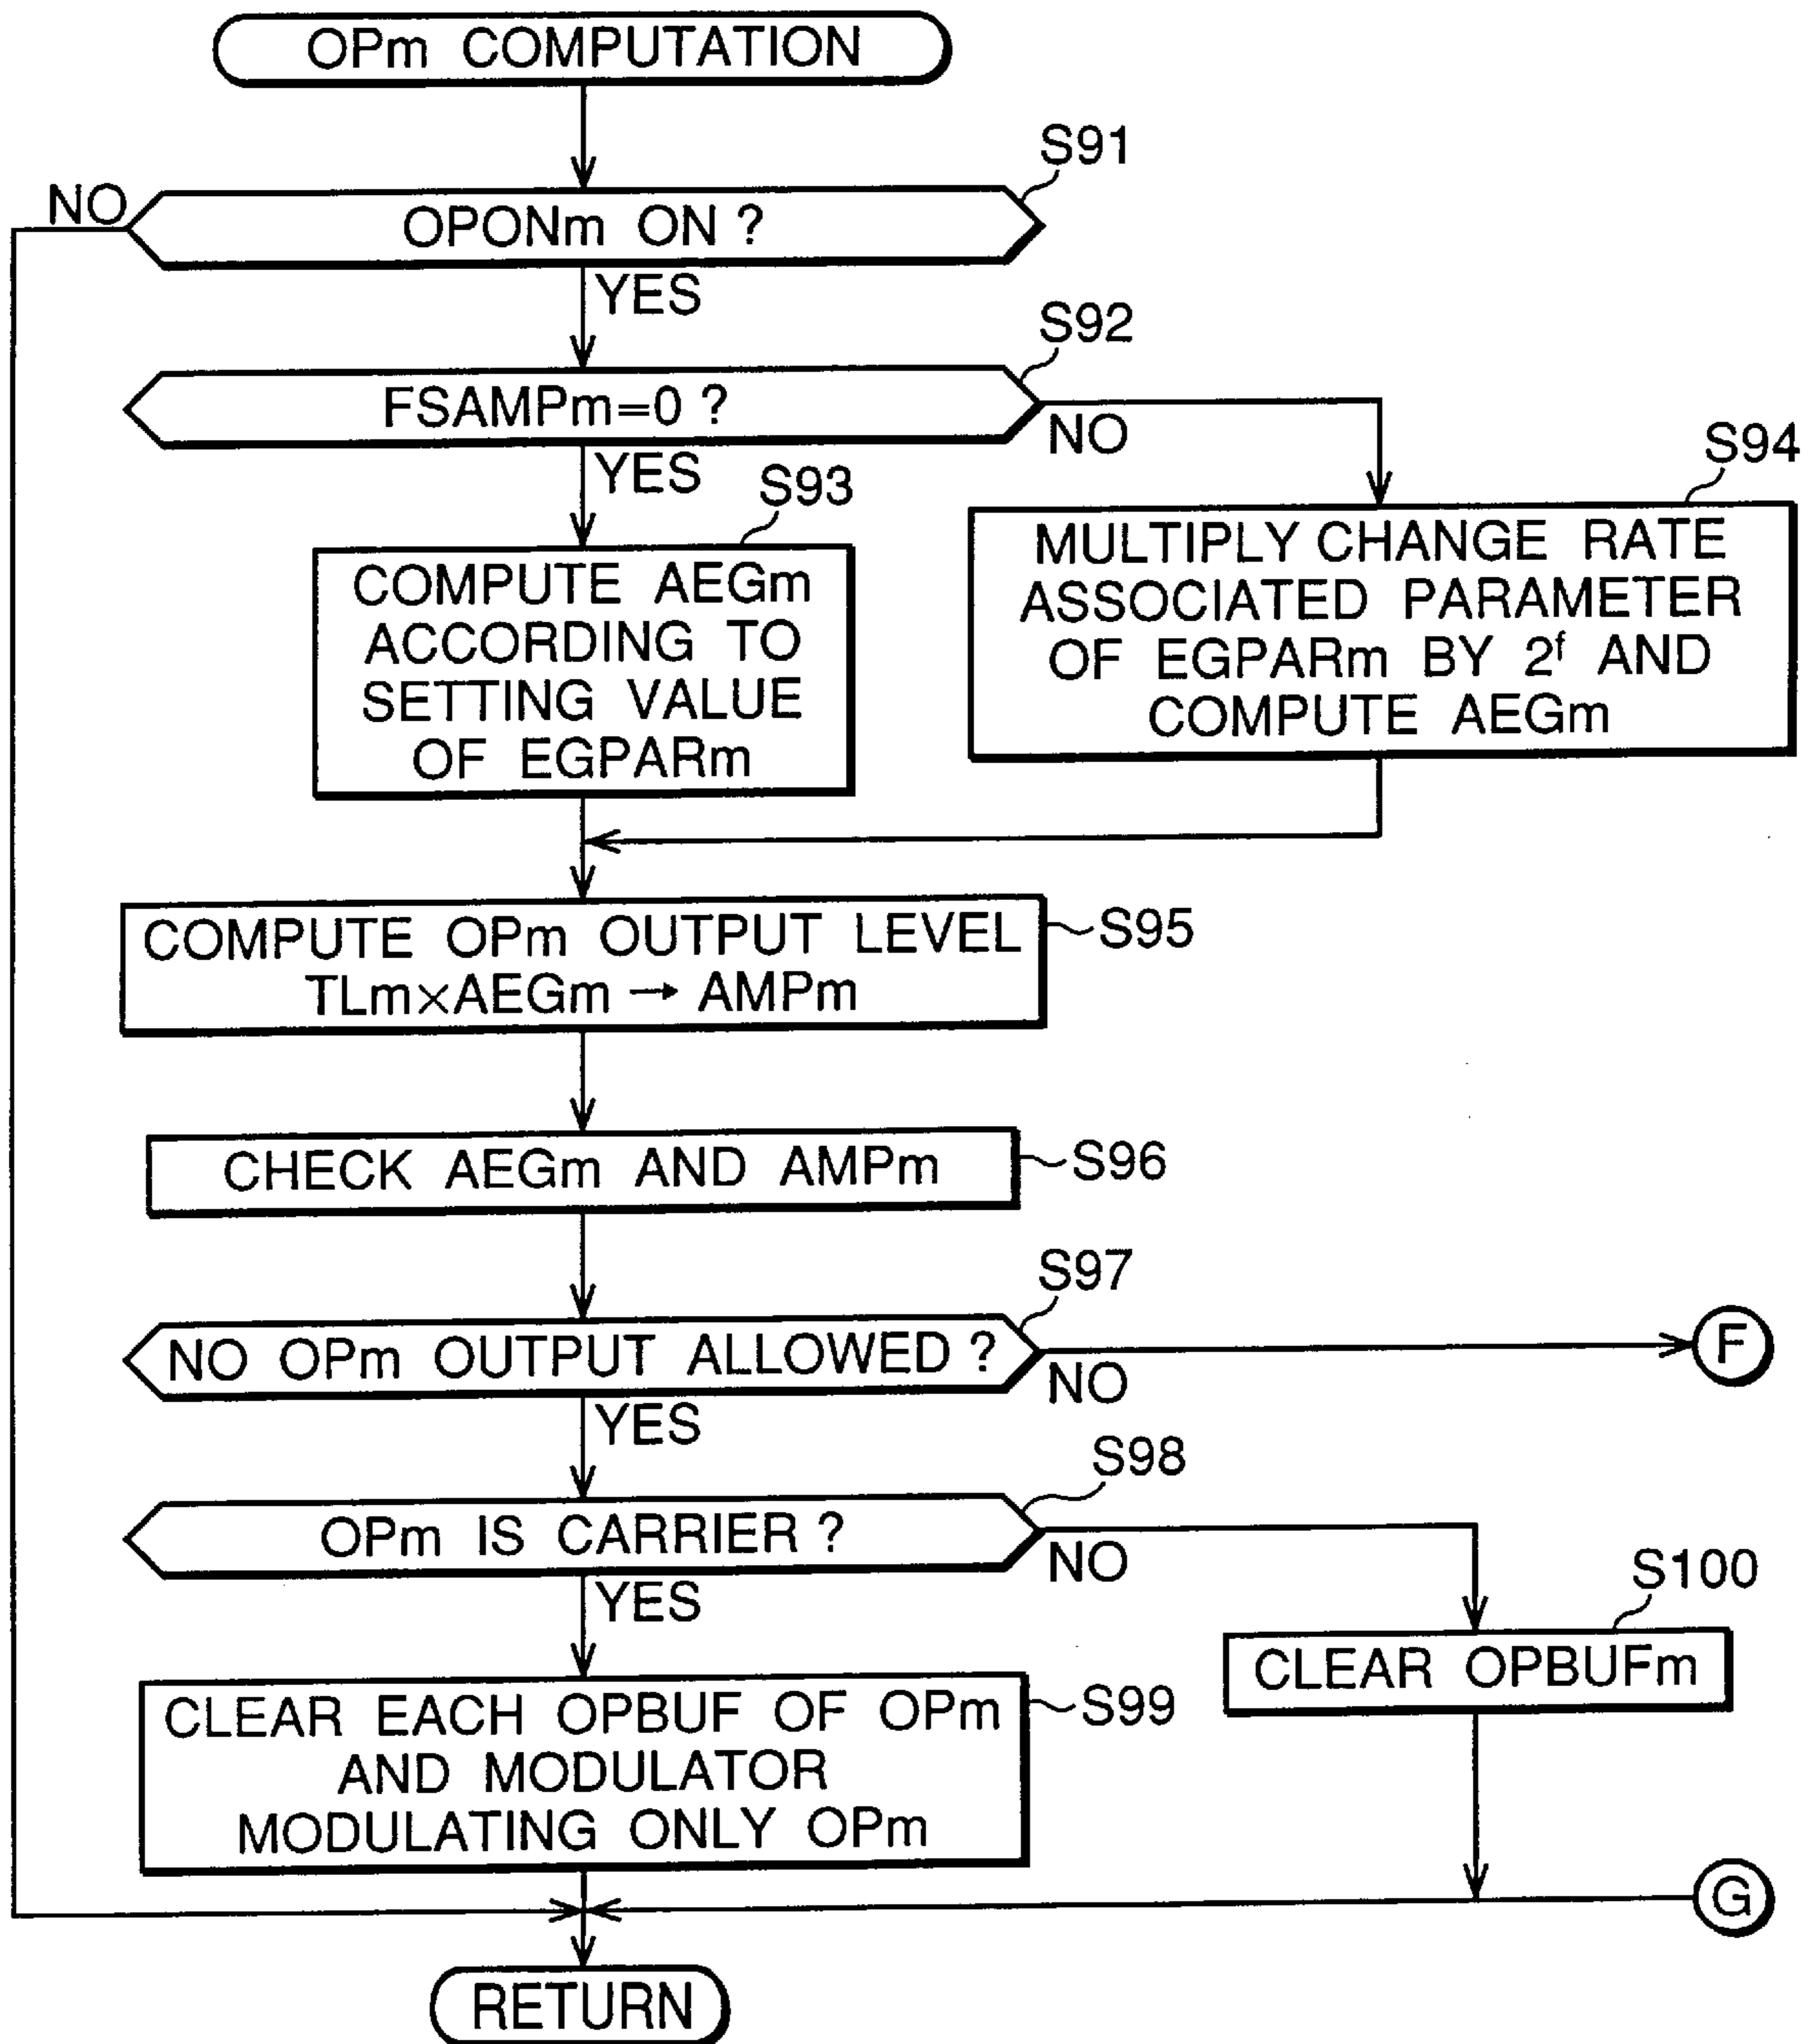 OPm COMPUTATION
S91
NO
OPONm ON ?
YES
S92
FSAMPm=0 ?
NO
YES
S93
S94
COMPUTE AEGm
ACCORDING TO
SETTING VALUE
OF EGPARm
MULTIPLY CHANGE RATE
ASSOCIATED PARAMETER
OF EGPARm BY 2ᶠ AND
COMPUTE AEGm
COMPUTE OPm OUTPUT LEVEL
TLm×AEGm → AMPm
S95
CHECK AEGm AND AMPm
S96
S97
NO OPm OUTPUT ALLOWED ?
NO
F
YES
S98
OPm IS CARRIER ?
NO
YES
S100
CLEAR OPBUFm
CLEAR EACH OPBUF OF OPm
AND MODULATOR
MODULATING ONLY OPm
S99
G
RETURN